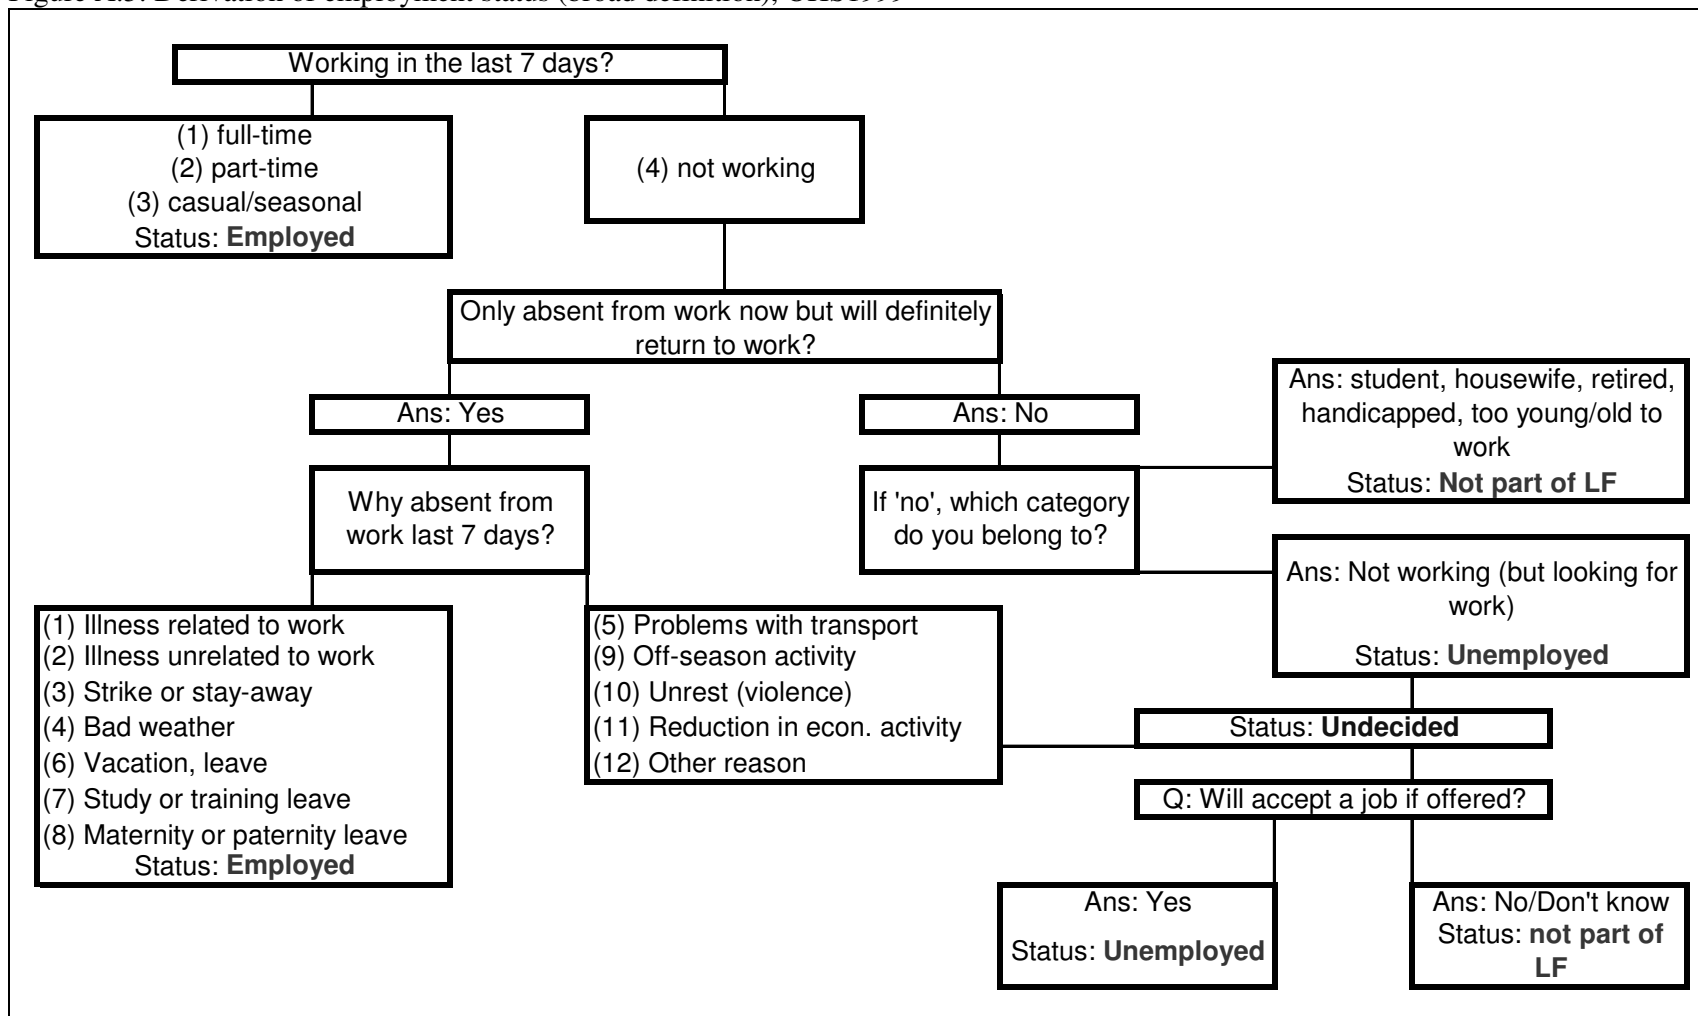 Working in the last 7 days?
(1) full-time
(2) part-time
(3) casual/seasonal
Status: Employed
(4) not working
Only absent from work now but will definitely
return to work?
Ans: Yes
Ans: No
Ans: student, housewife, retired,
handicapped, too young/old to
work
Status: Not part of LF
Why absent from
work last 7 days?
If 'no', which category
do you belong to?
Ans: Not working (but looking for
work)
Status: Unemployed
(1) Illness related to work
(2) Illness unrelated to work
(3) Strike or stay-away
(4) Bad weather
(6) Vacation, leave
(7) Study or training leave
(8) Maternity or paternity leave
Status: Employed
(5) Problems with transport
(9) Off-season activity
(10) Unrest (violence)
(11) Reduction in econ. activity
(12) Other reason
Status: Undecided
Q: Will accept a job if offered?
Ans: Yes
Status: Unemployed
Ans: No/Don't know
Status: not part of
LF